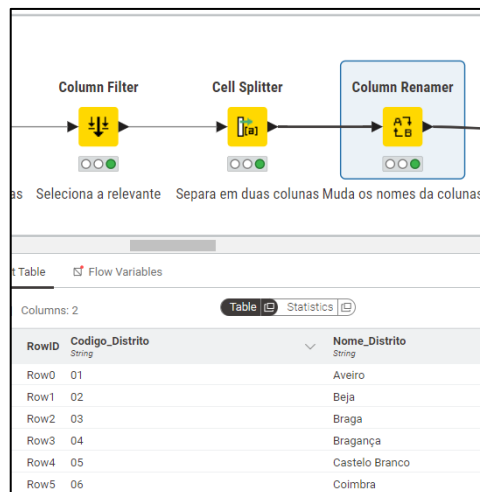 Column Filter Cell Splitter Column Renamer
[a] A B
as Seleciona a relevante Separa em duas colunas Muda os nomes da colunas
t Table Flow Variables
Columns: 2 Table Statistics
RowID Codigo_Distrito Nome_Distrito
String String
Row0 01 Aveiro
Row1 02 Beja
Row2 03 Braga
Row3 04 Bragança
Row4 05 Castelo Branco
Row5 06 Coimbra